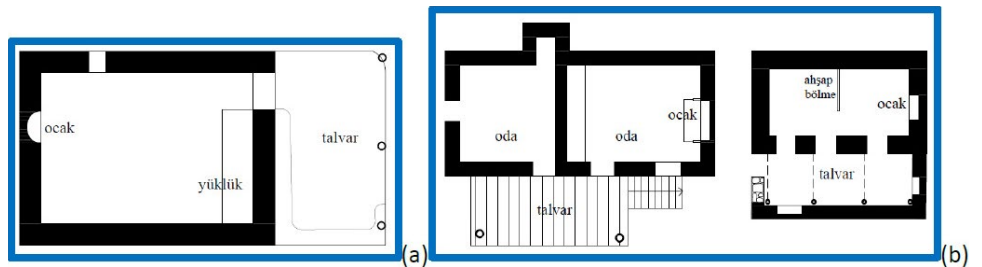 ocak
talvar
yüklük
(a)
oda
oda
ocak
talvar
ahşap
bölme
ocak
talvar
(b)